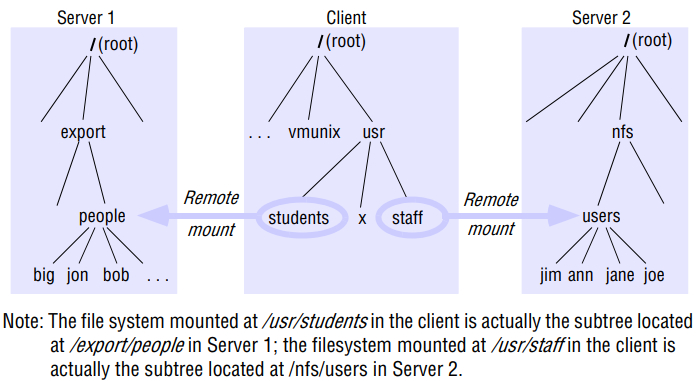 Server 1 Client Server 2
/ (root) / (root) / (root)
export . . . vmunix usr nfs
Remote Remote
people students x staff users
mount mount
big jon bob . . . jim ann jane joe
Note: The file system mounted at /usr/students in the client is actually the subtree located
at /export/people in Server 1; the filesystem mounted at /usr/staff in the client is
actually the subtree located at /nfs/users in Server 2.